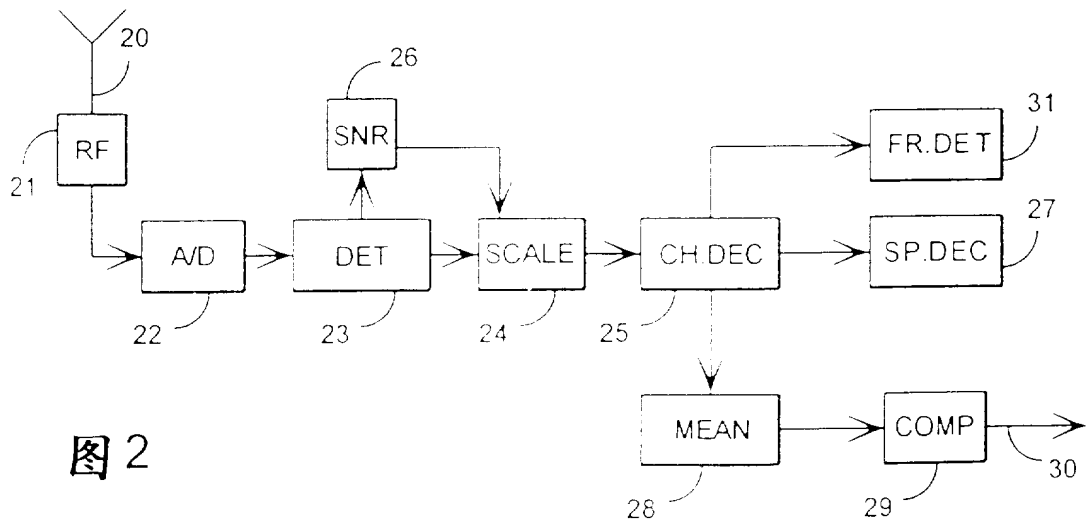 20
26
31
RF
SNR
FR.DET
21
27
A/D
DET
SCALE
CH.DEC
SP.DEC
22
23
24
25
MEAN
COMP
图2
28
29
30